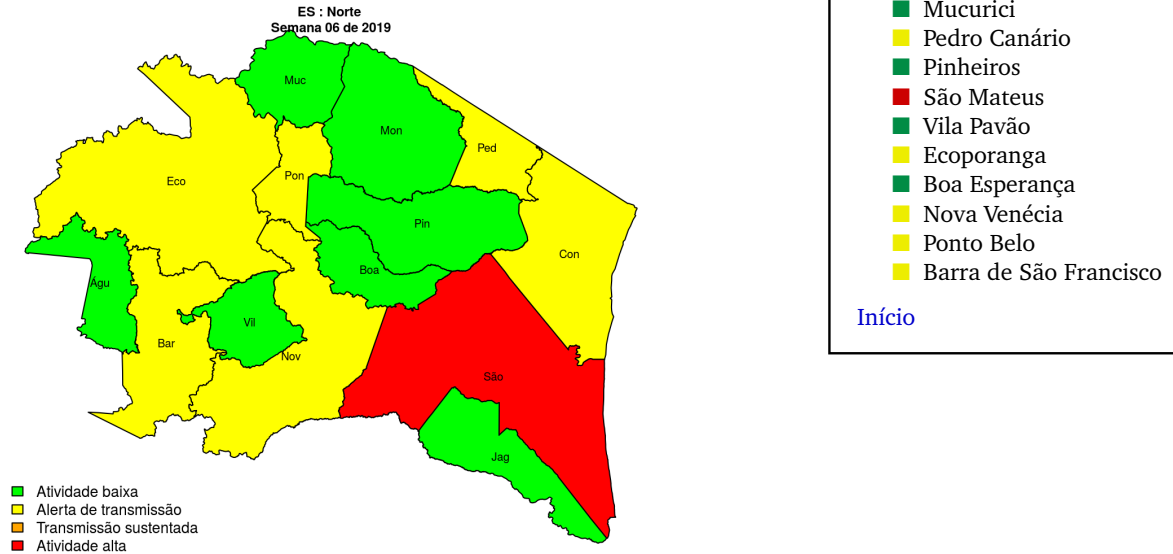 ES : Norte
Semana 06 de 2019
Muc
Mon
Ped
Eco
Pon
Pin
Con
Boa
Águ
Vil
Bar
Nov
São
Jag
Atividade baixa
Alerta de transmissão
Transmissão sustentada
Atividade alta
Mucurici
Pedro Canário
Pinheiros
São Mateus
Vila Pavão
Ecoporanga
Boa Esperança
Nova Venécia
Ponto Belo
Barra de São Francisco
Início